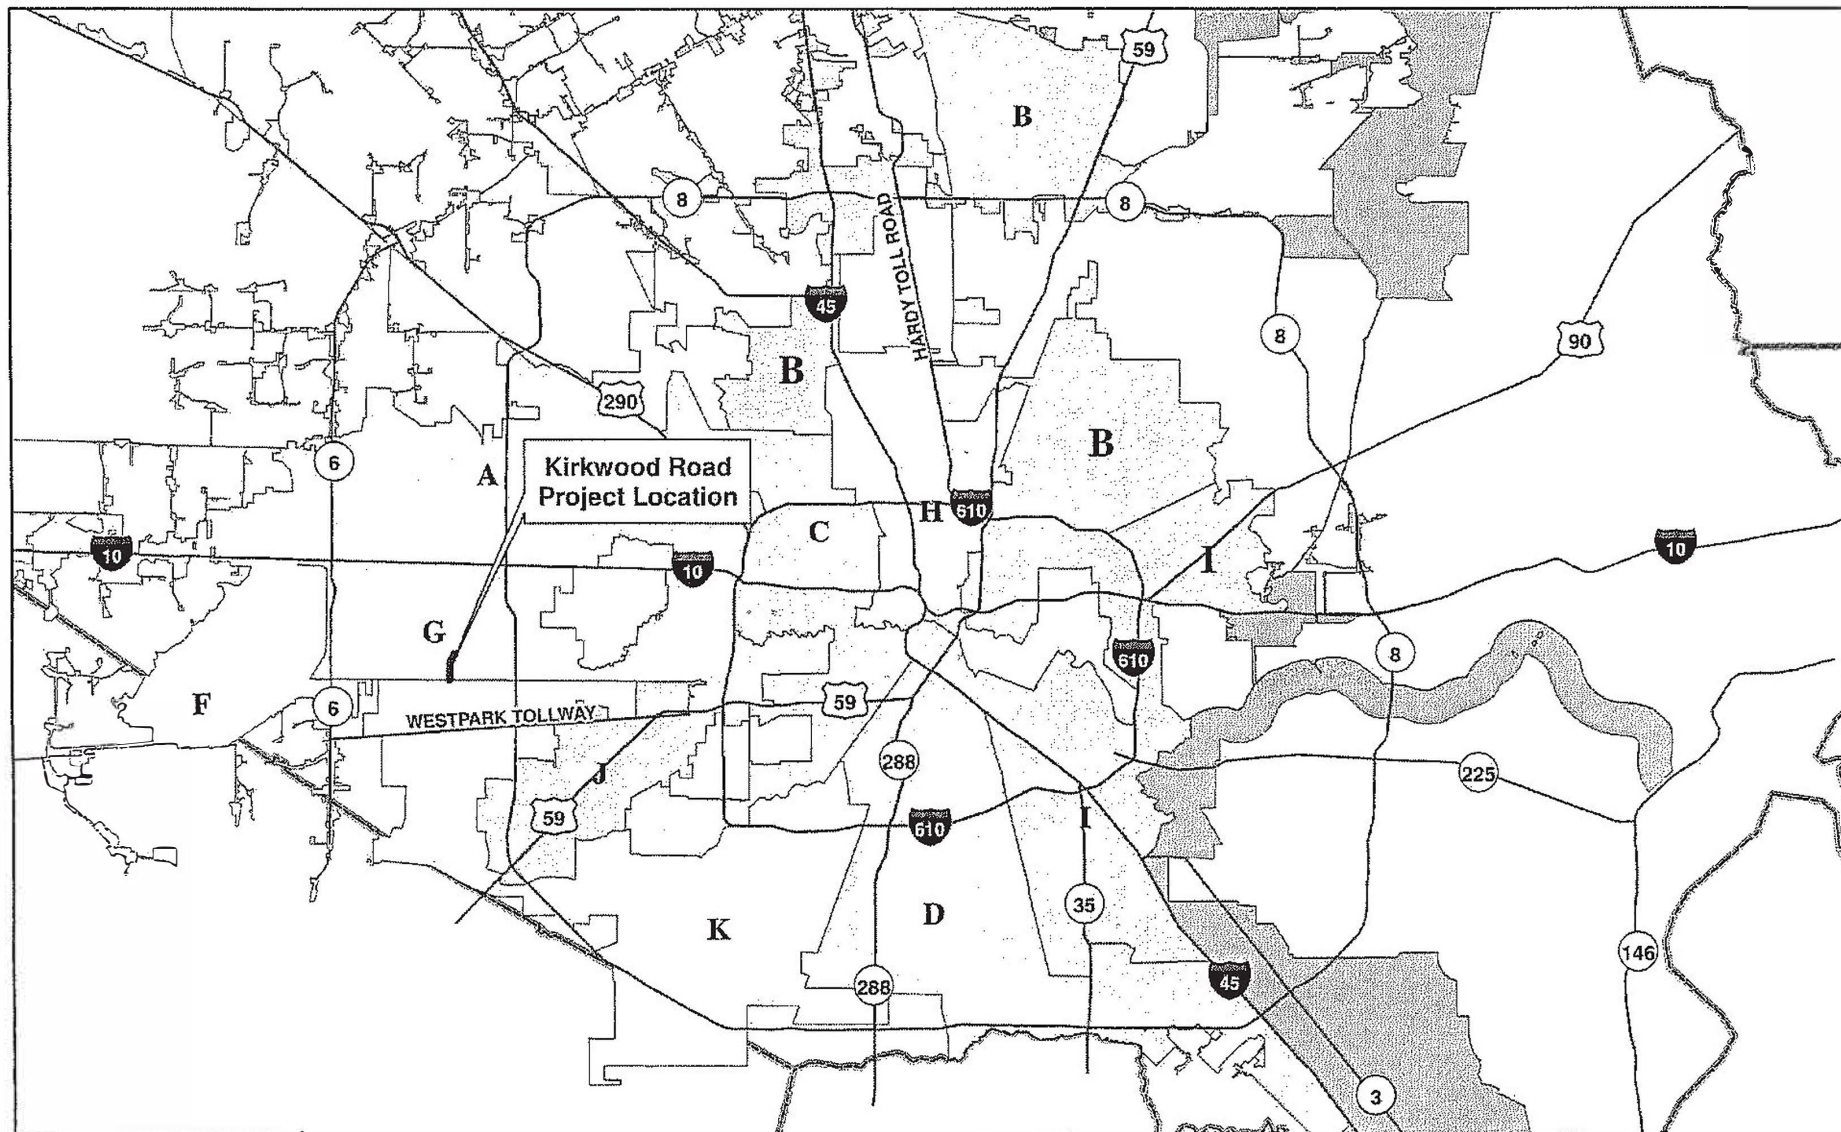 59
B
8
8
HARDY TOLL ROAD
45
8
90
B
290
B
6
A
Kirkwood Road
Project Location
H
610
C
10
10
10
I
G
610
8
F
6
WESTPARK TOLLWAY
59
288
J
225
59
610
I
35
D
K
146
45
288
3